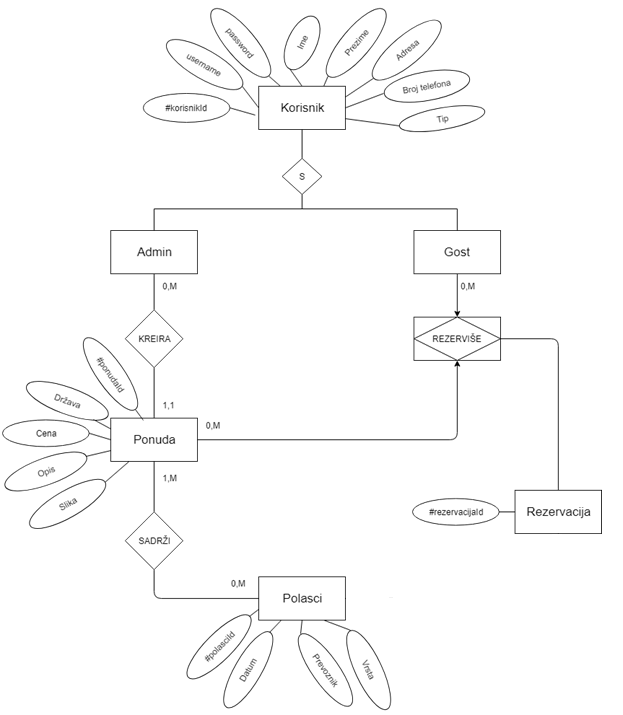 Ime
password
Prezime
Adresa
username
Broj telefona
#korisnikId
Korisnik
Tip
S
Admin
Gost
0,M
0,M
KREIRA
REZERVIŠE
#ponudaId
Država
1,1
Cena
Ponuda
0,M
Opis
1,M
Slika
#rezervacijaId
Rezervacija
SADRŽI
0,M
Polasci
#polasciId
Datum
Prevoznik
Vrsta